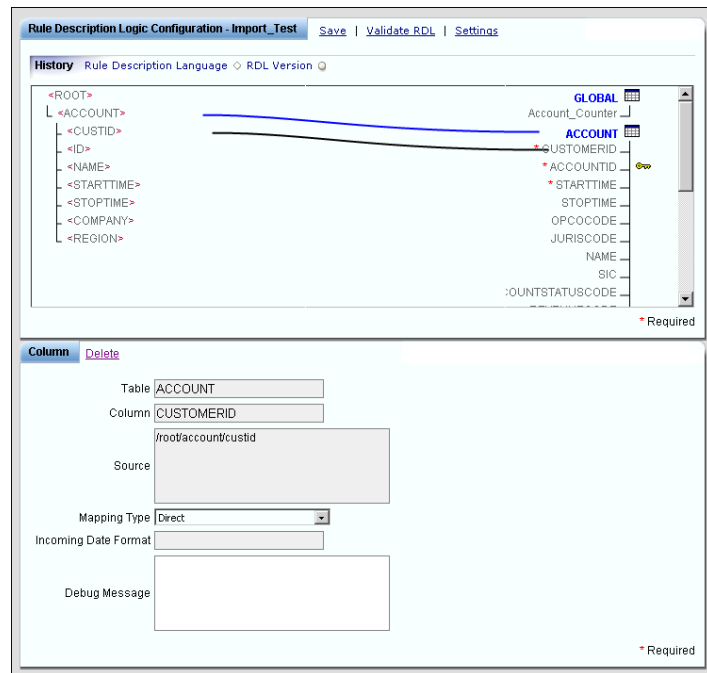 Rule Description Logic Configuration - Import_Test Save | Validate RDL | Settings
History Rule Description Language RDL Version
<ROOT>
<ACCOUNT>
<CUSTID>
<ID>
<NAME>
<STARTTIME>
<STOPTIME>
<COMPANY>
<REGION>
GLOBAL
Account_Counter
ACCOUNT
*CUSTOMERID
*ACCOUNTID
*STARTTIME
STOPTIME
OPCOCODE
JURISCODE
NAME
SIC
COUNTSTATUSCODE
* Required
Column Delete
Table ACCOUNT
Column CUSTOMERID
Source /root/account/custid
Mapping Type Direct
Incoming Date Format
Debug Message
* Required